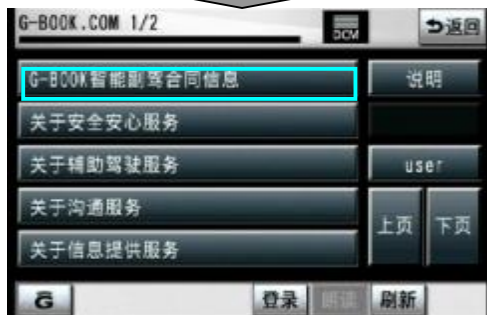 G-BOOK.COM 1/2
DCM
返回
G-BOOK智能副驾合同信息
说明
关于安全安心服务
关于辅助驾驶服务
user
关于沟通服务
上页
下页
关于信息提供服务
G
登录
朗读
刷新